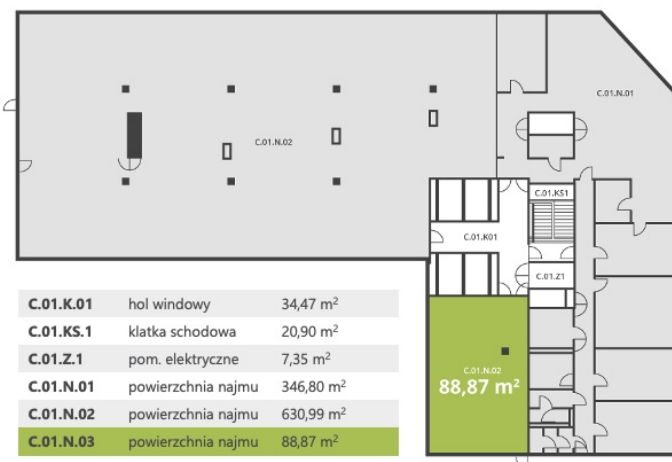 C.01.N.01
C.01.N.02
C.01.KS1
C.01.K01
C.01.Z1
C.01.N.02
88,87 m²
C.01.K.01 hol windowy 34,47 m²
C.01.KS.1 klatka schodowa 20,90 m²
C.01.Z.1 pom. elektryczne 7,35 m²
C.01.N.01 powierzchnia najmu 346,80 m²
C.01.N.02 powierzchnia najmu 630,99 m²
C.01.N.03 powierzchnia najmu 88,87 m²